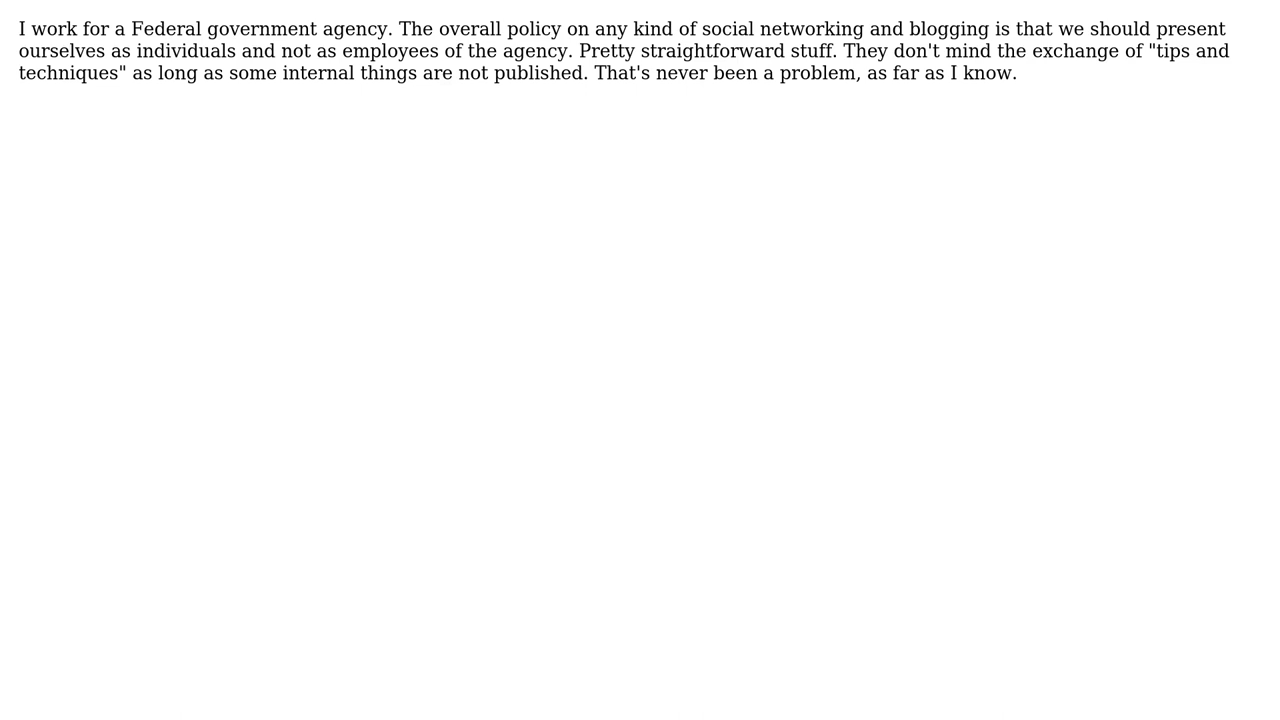 I work for a Federal government agency. The overall policy on any kind of social networking and blogging is that we should present
ourselves as individuals and not as employees of the agency. Pretty straightforward stuff. They don't mind the exchange of "tips and
techniques" as long as some internal things are not published. That's never been a problem, as far as I know.